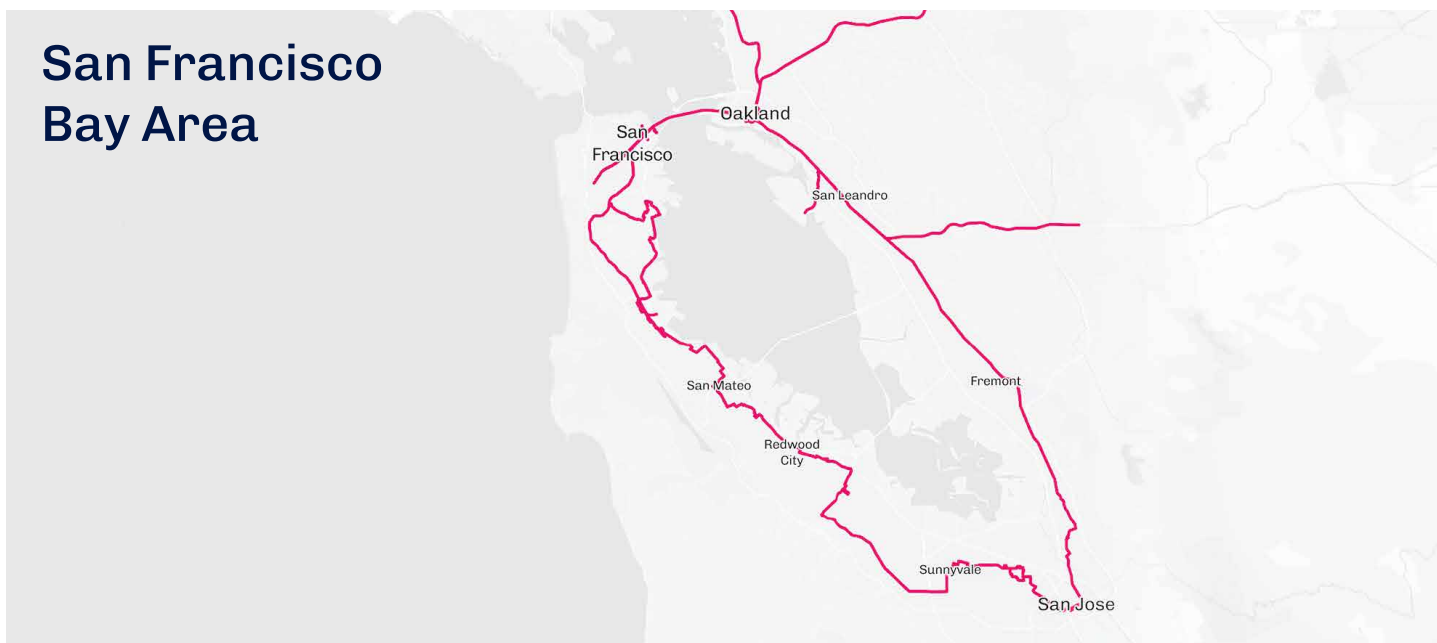 San Francisco
Bay Area
Oakland
San
Francisco
San Leandro
Fremont
San Mateo
Redwood
City
Sunnyvale
San Jose